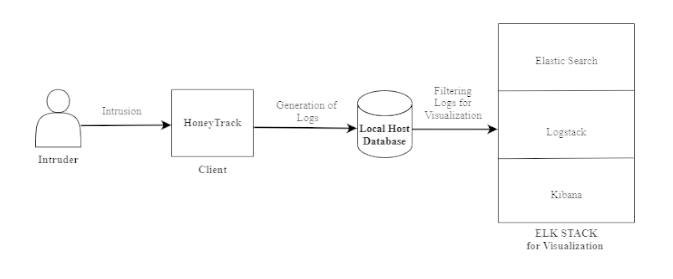 Intruder
Intrusion
HoneyTrack
Client
Generation of
Logs
Local Host
Database
Filtering
Logs for
Visualization
Elastic Search
Logstack
Kibana
ELK STACK
for Visualization